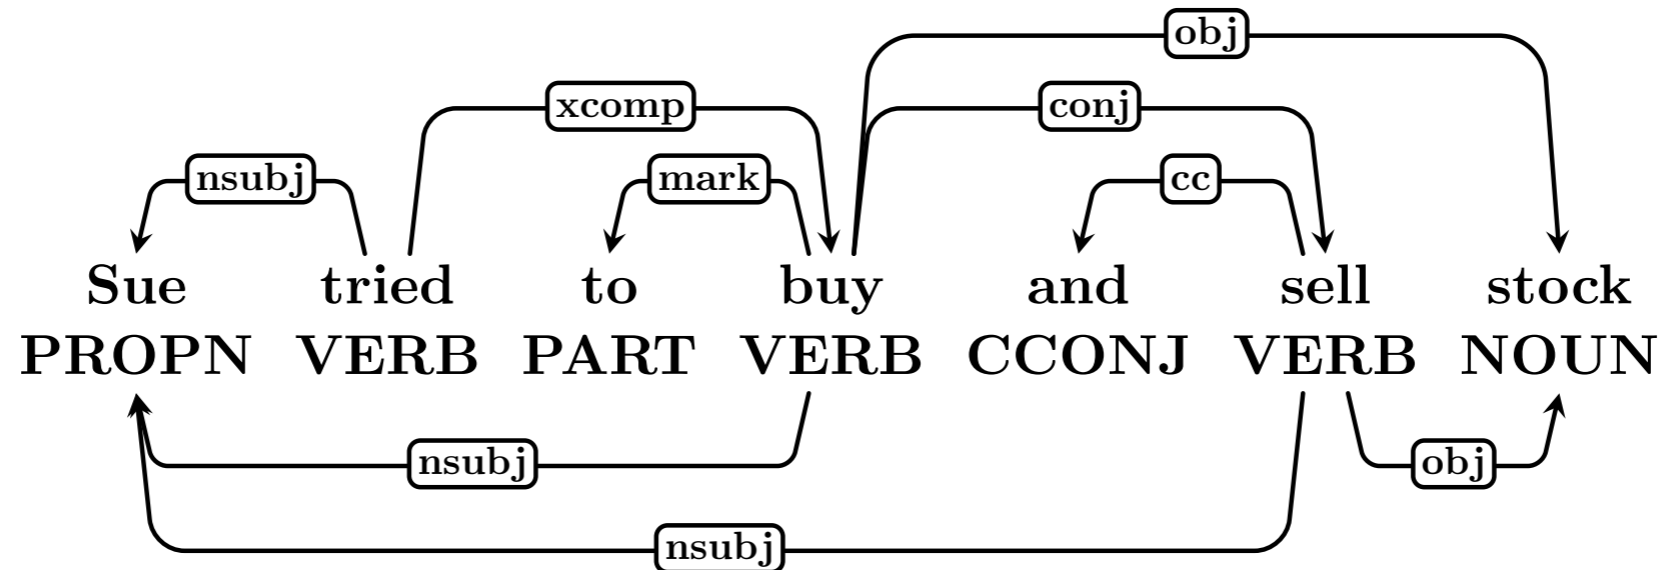 obj
xcomp conj
nsubj mark cc
Sue tried to buy and sell stock
PROPN VERB PART VERB CCONJ VERB NOUN
nsubj obj
nsubj